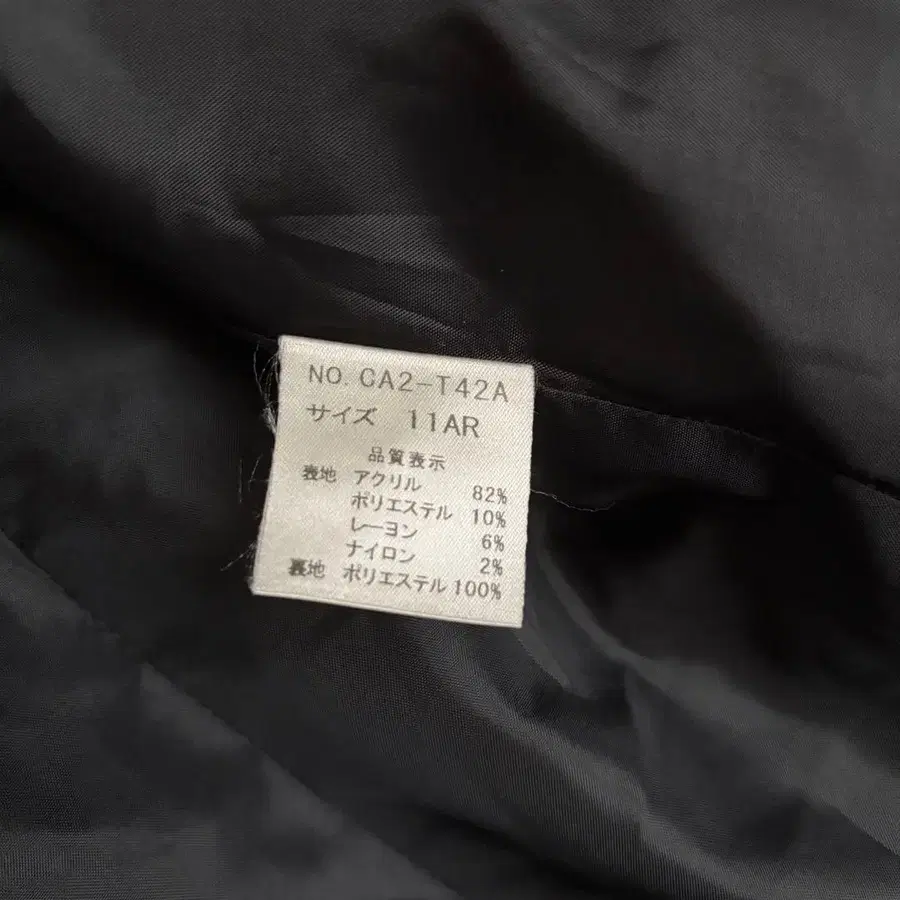 NO. CA2-T42A
サイズ 11AR
品質表示
表地 アクリル 82%
ポリエステル 10%
レーヨン 6%
ナイロン 2%
裏地 ポリエステル 100%